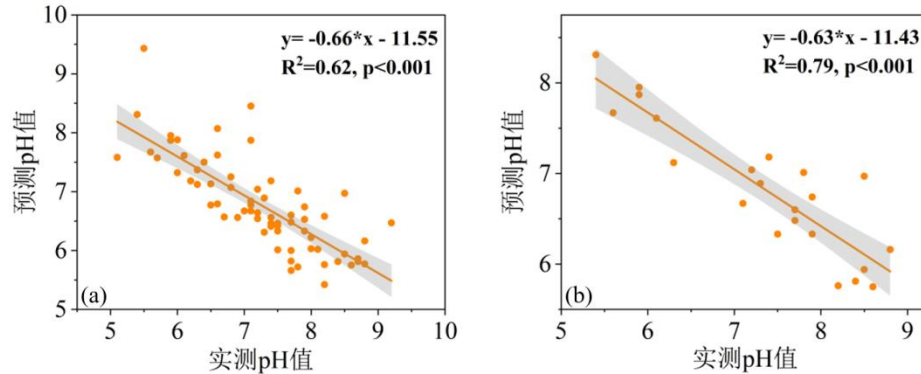 y= -0.66*x - 11.55
R²=0.62, p<0.001
10
9
8
7
6
5
预测pH值
(a)
5 6 7 8 9 10
实测pH值
y= -0.63*x - 11.43
R²=0.79, p<0.001
8
7
6
预测pH值
(b)
5 6 7 8 9
实测pH值